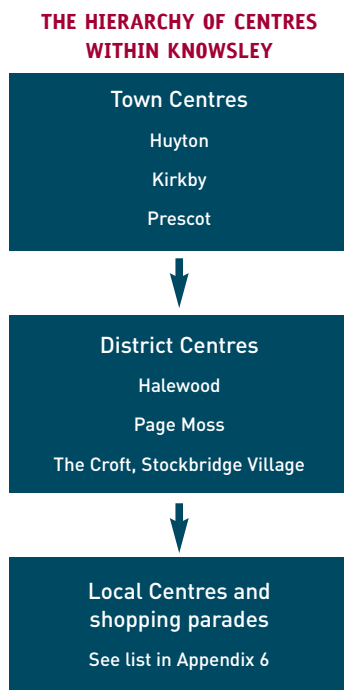 THE HIERARCHY OF CENTRES
WITHIN KNOWSLEY
Town Centres
Huyton
Kirkby
Prescot
District Centres
Halewood
Page Moss
The Croft, Stockbridge Village
Local Centres and
shopping parades
See list in Appendix 6